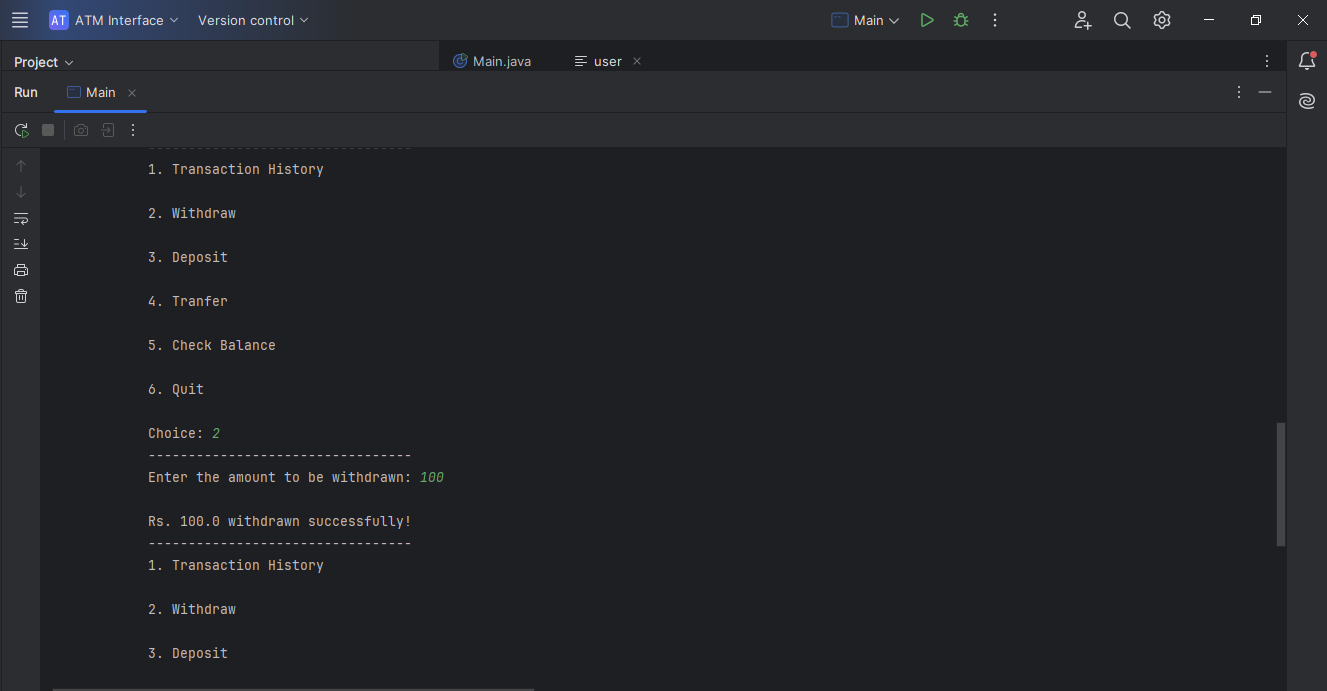 AT ATM Interface Version control Main
Project Main.java user
Run Main
---------------------------------
1. Transaction History
2. Withdraw
3. Deposit
4. Tranfer
5. Check Balance
6. Quit
Choice: 2
---------------------------------
Enter the amount to be withdrawn: 100
Rs. 100.0 withdrawn successfully!
---------------------------------
1. Transaction History
2. Withdraw
3. Deposit